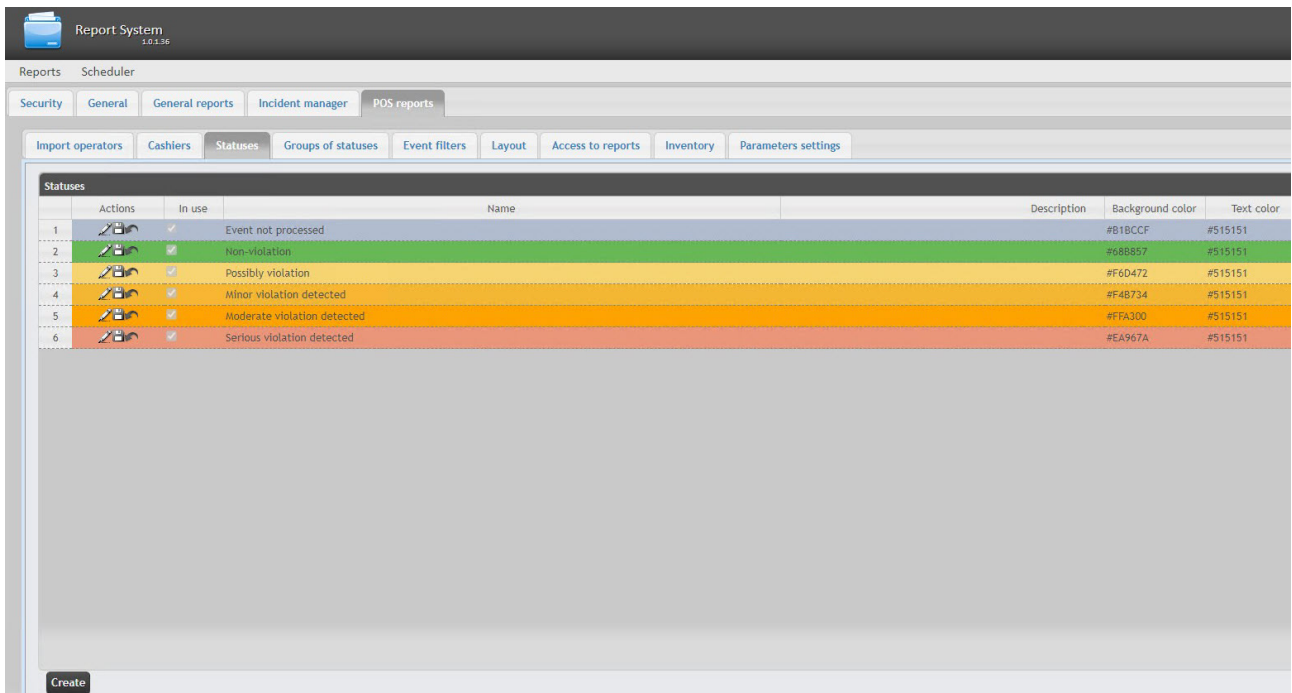 Report System
1.0.1.36
Reports Scheduler
Security General General reports Incident manager POS reports
Import operators Cashiers Statuses Groups of statuses Event filters Layout Access to reports Inventory Parameters settings
Statuses
Actions In use Name Description Background color Text color
1 Event not processed #B1BCCF #515151
2 Non-violation #68B857 #515151
3 Possibly violation #F6D472 #515151
4 Minor violation detected #F4B734 #515151
5 Moderate violation detected #FFA300 #515151
6 Serious violation detected #EA967A #515151
Create